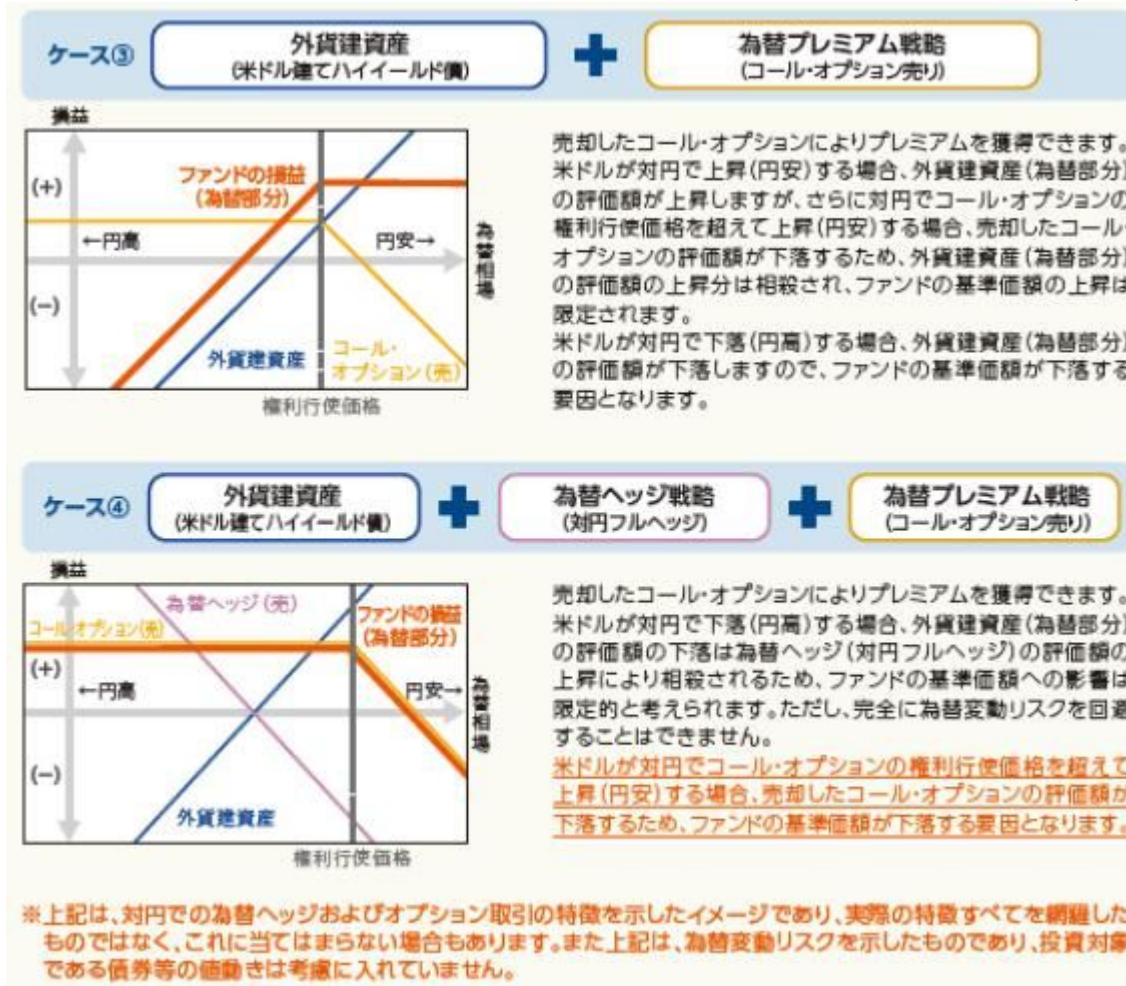 ケース③
外貨建資産
(米ドル建てハイイールド債)
為替プレミアム戦略
(コール・オプション売り)
損益
(+)
ファンドの損益
(為替部分)
←円高
円安→
為替相場
(−)
外貨建資産
コール・
オプション(売)
権利行使価格
売却したコール・オプションによりプレミアムを獲得できます。
米ドルが対円で上昇(円安)する場合、外貨建資産(為替部分)
の評価額が上昇しますが、さらに対円でコール・オプションの
権利行使価格を超えて上昇(円安)する場合、売却したコール・
オプションの評価額が下落するため、外貨建資産(為替部分)
の評価額の上昇分は相殺され、ファンドの基準価額の上昇は
限定されます。
米ドルが対円で下落(円高)する場合、外貨建資産(為替部分)
の評価額が下落しますので、ファンドの基準価額が下落する
要因となります。
ケース④
外貨建資産
(米ドル建てハイイールド債)
為替ヘッジ戦略
(対円フルヘッジ)
為替プレミアム戦略
(コール・オプション売り)
損益
為替ヘッジ(売)
コール・オプション(売)
ファンドの損益
(為替部分)
(+)
←円高
円安→
為替相場
(−)
外貨建資産
権利行使価格
売却したコール・オプションによりプレミアムを獲得できます。
米ドルが対円で下落(円高)する場合、外貨建資産(為替部分)
の評価額の下落は為替ヘッジ(対円フルヘッジ)の評価額の
上昇により相殺されるため、ファンドの基準価額への影響は
限定的と考えられます。ただし、完全に為替変動リスクを回避
することはできません。
米ドルが対円でコール・オプションの権利行使価格を超えて
上昇(円安)する場合、売却したコール・オプションの評価額が
下落するため、ファンドの基準価額が下落する要因となります。
※上記は、対円での為替ヘッジおよびオプション取引の特徴を示したイメージであり、実際の特徴すべてを網羅した
ものではなく、これに当てはまらない場合もあります。また上記は、為替変動リスクを示したものであり、投資対象
である債券等の値動きは考慮に入れていません。